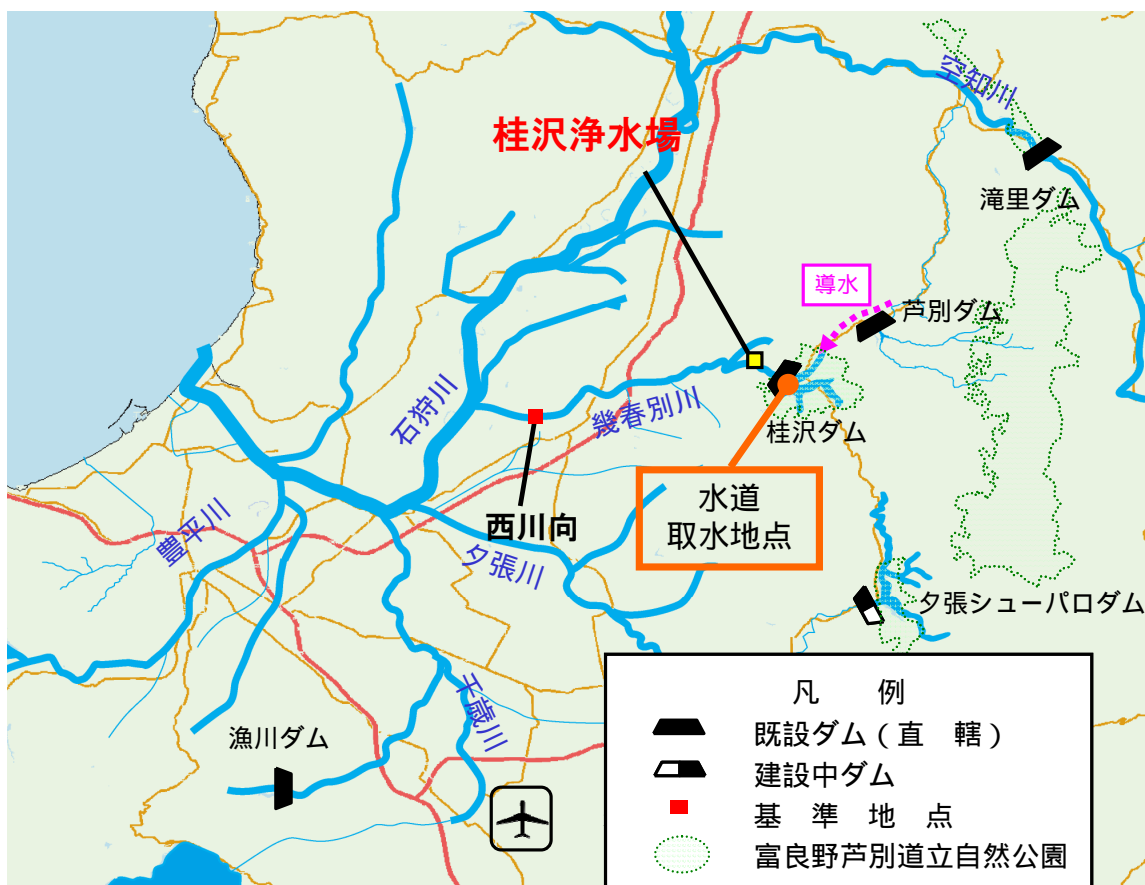 空知川
桂沢浄水場
滝里ダム
導水
芦別ダム
石狩川
幾春別川
桂沢ダム
水道
取水地点
西川向
豊平川
夕張川
夕張シューパロダム
千歳川
漁川ダム
凡 例
既設ダム(直 轄)
建設中ダム
基 準 地 点
富良野芦別道立自然公園